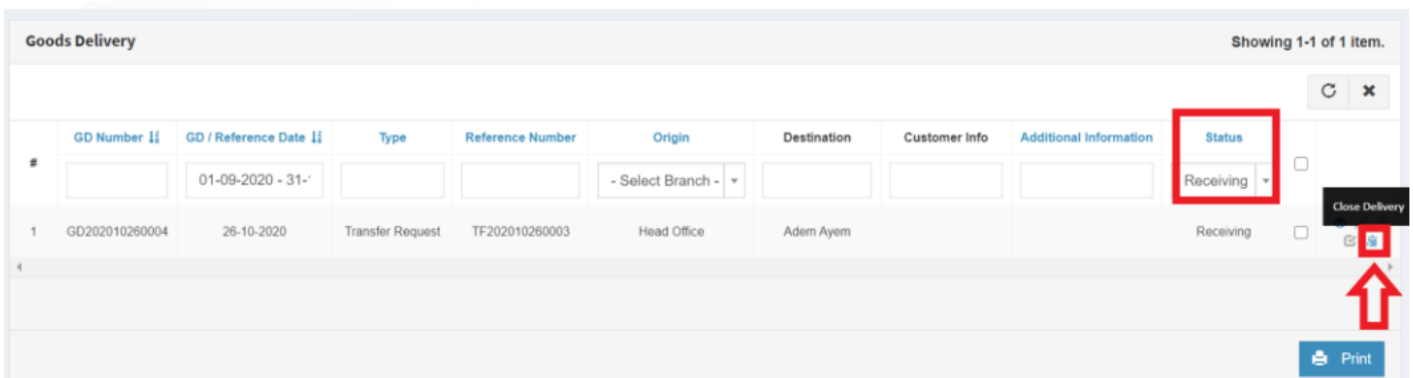 Goods Delivery
Showing 1-1 of 1 item.
GD Number GD / Reference Date Type Reference Number Origin Destination Customer Info Additional Information Status
#
01-09-2020 - 31-1 - Select Branch - Receiving
Close Delivery
1 GD202010260004 26-10-2020 Transfer Request TF202010260003 Head Office Adem Ayem Receiving
Print